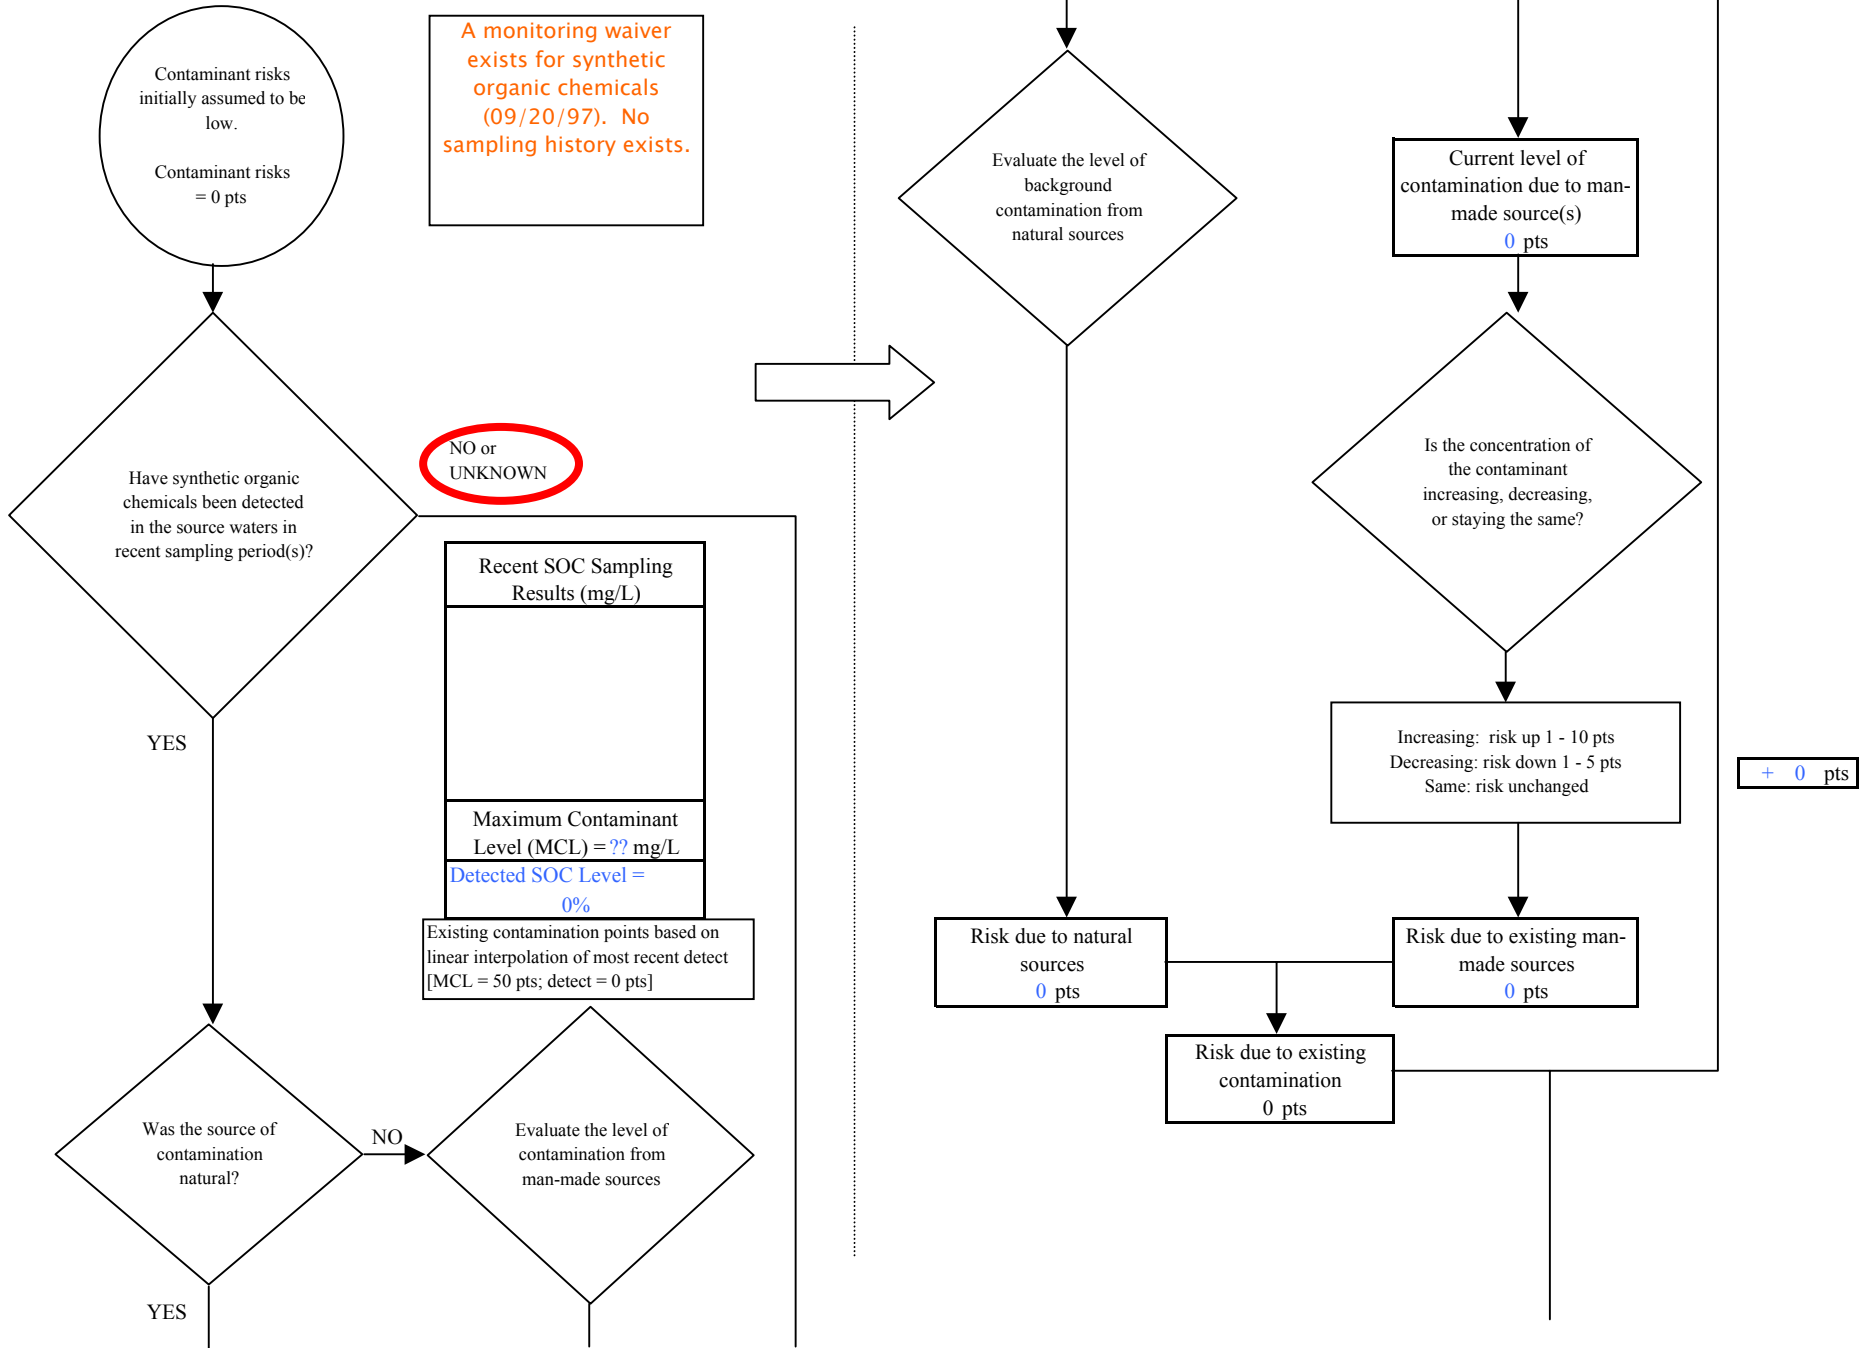 Contaminant risks
initially assumed to be
low.
Contaminant risks
= 0 pts
A monitoring waiver
exists for synthetic
organic chemicals
(09/20/97).  No
sampling history exists.
Have synthetic organic
chemicals been detected
in the source waters in
recent sampling period(s)?
NO or
UNKNOWN
YES
Recent SOC Sampling
Results (mg/L)
Maximum Contaminant
Level (MCL) = ?? mg/L
Detected SOC Level =
0%
Existing contamination points based on
linear interpolation of most recent detect
[MCL = 50 pts; detect = 0 pts]
Was the source of
contamination
natural?
NO
Evaluate the level of
contamination from
man-made sources
YES
Evaluate the level of
background
contamination from
natural sources
Current level of
contamination due to man-
made source(s)
0 pts
Is the concentration of
the contaminant
increasing, decreasing,
or staying the same?
Increasing:  risk up 1 - 10 pts
Decreasing: risk down 1 - 5 pts
Same: risk unchanged
+ 0 pts
Risk due to natural
sources
0 pts
Risk due to existing man-
made sources
0 pts
Risk due to existing
contamination
0 pts